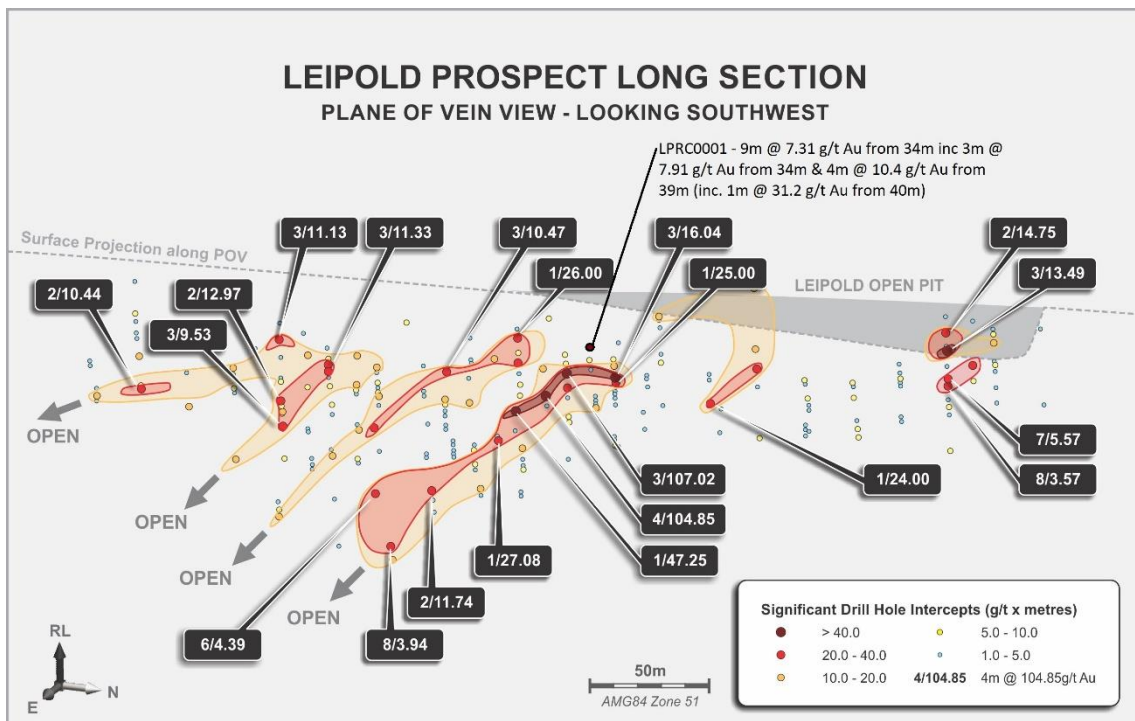 LEIPOLD PROSPECT LONG SECTION
PLANE OF VEIN VIEW - LOOKING SOUTHWEST
LPRC0001 - 9m @ 7.31 g/t Au from 34m inc 3m @
7.91 g/t Au from 34m & 4m @ 10.4 g/t Au from
39m (inc. 1m @ 31.2 g/t Au from 40m)
Surface Projection along POV
3/11.13
3/11.33
3/10.47
3/16.04
2/14.75
1/26.00
1/25.00
3/13.49
LEIPOLD OPEN PIT
2/10.44
2/12.97
3/9.53
OPEN
OPEN
OPEN
OPEN
7/5.57
3/107.02
1/24.00
8/3.57
4/104.85
1/27.08
1/47.25
2/11.74
6/4.39
8/3.94
RL
N
E
50m
AMG84 Zone 51
Significant Drill Hole Intercepts (g/t x metres)
> 40.0
5.0 - 10.0
20.0 - 40.0
1.0 - 5.0
10.0 - 20.0
4/104.85 4m @ 104.85g/t Au